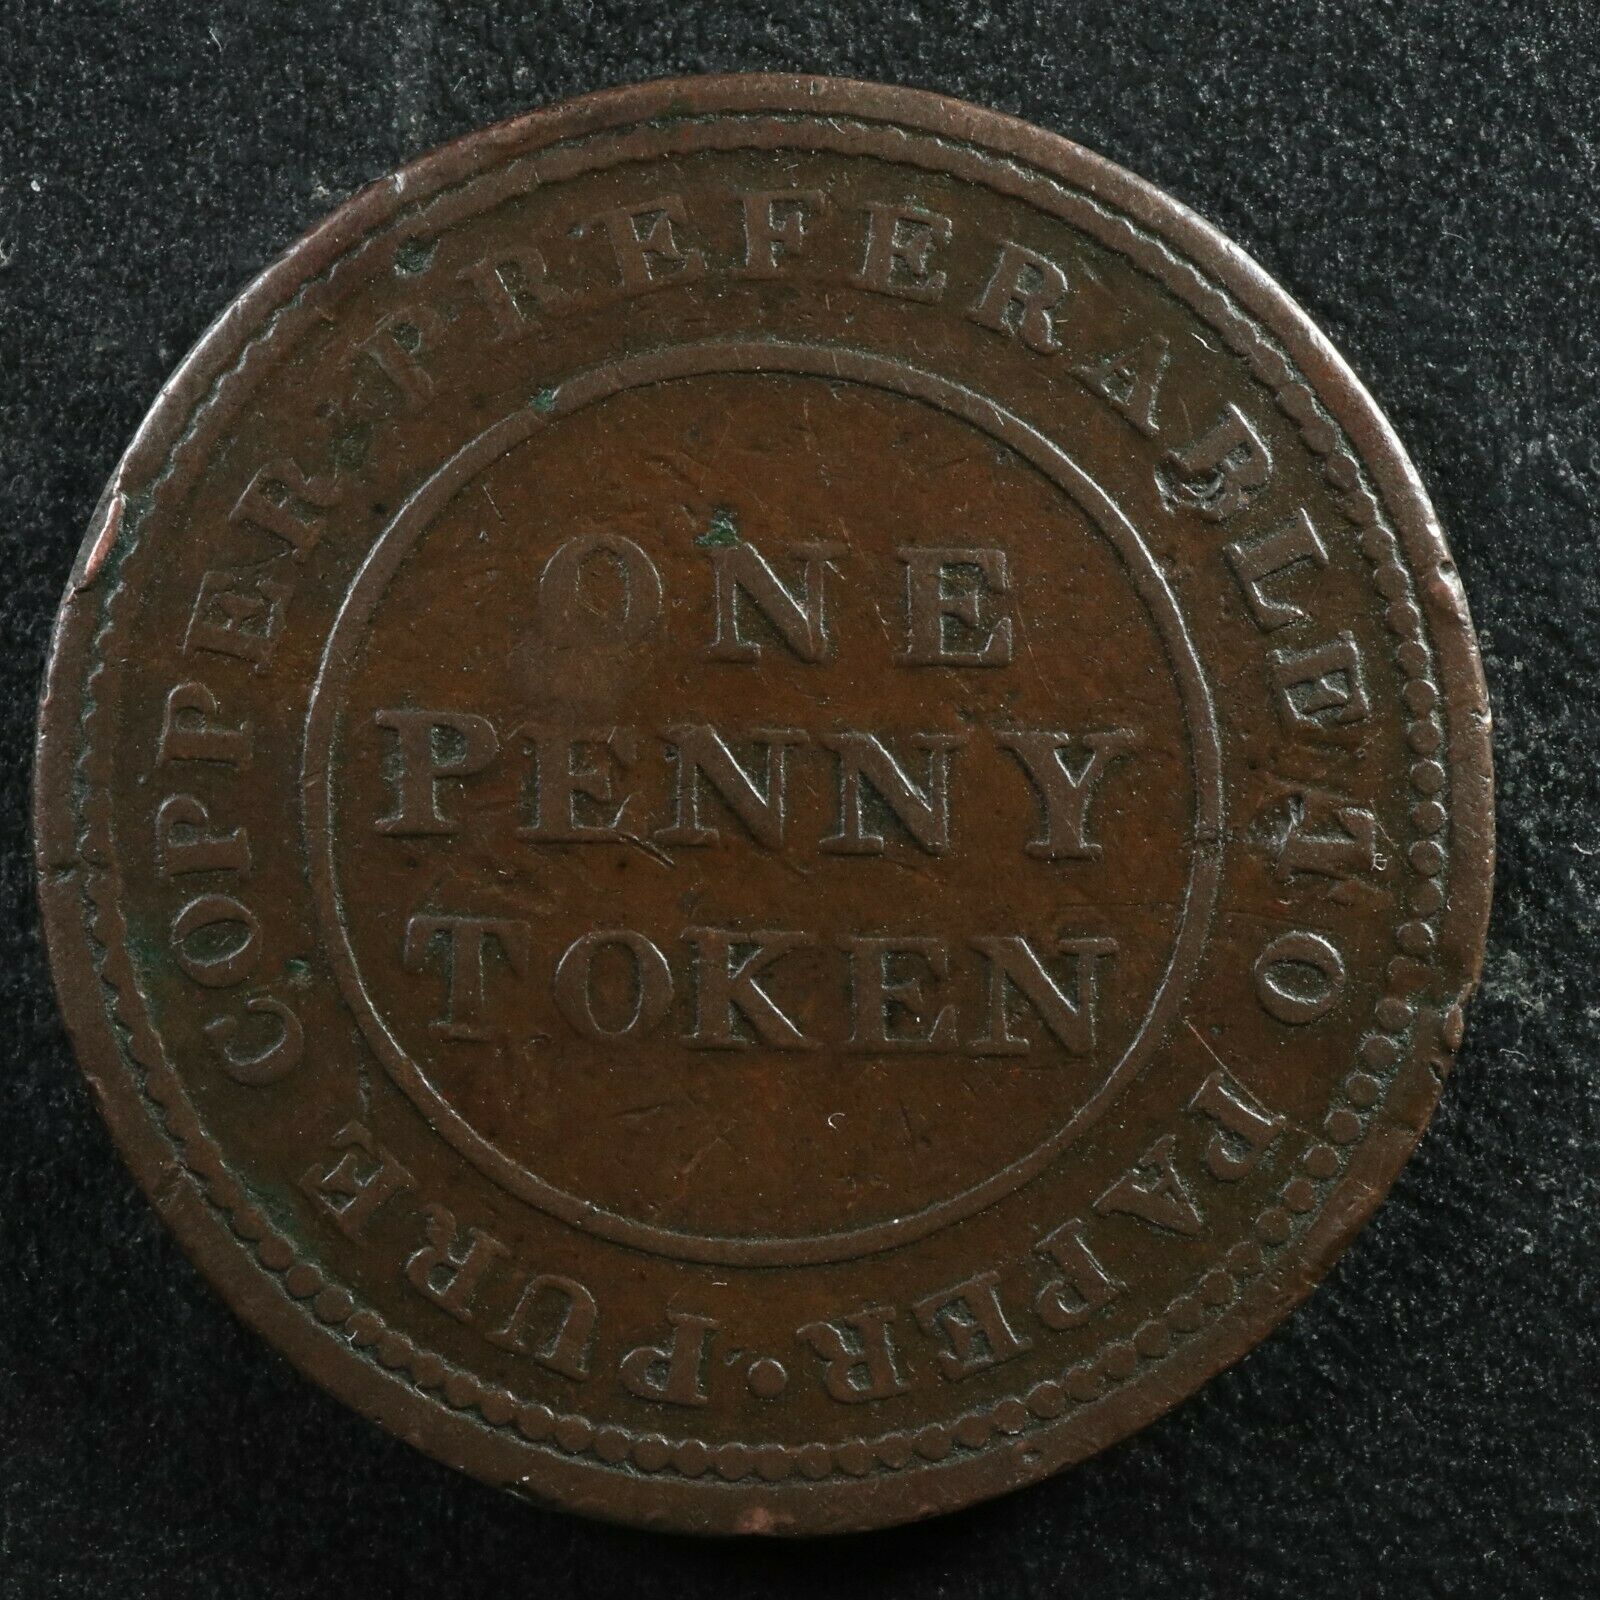 PURE COPPER PREFERABLE TO PAPER ·
ONE
PENNY
TOKEN